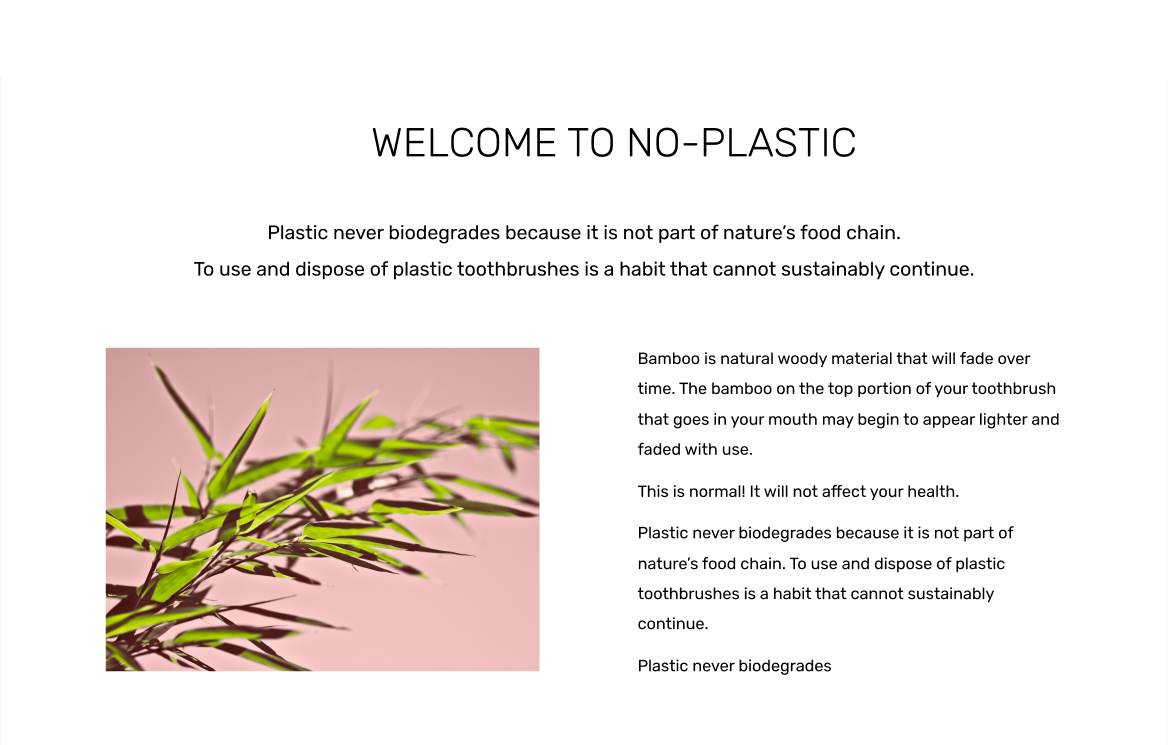 WELCOME TO NO-PLASTIC
Plastic never biodegrades because it is not part of nature’s food chain.
To use and dispose of plastic toothbrushes is a habit that cannot sustainably continue.
Bamboo is natural woody material that will fade over
time. The bamboo on the top portion of your toothbrush
that goes in your mouth may begin to appear lighter and
faded with use.
This is normal! It will not affect your health.
Plastic never biodegrades because it is not part of
nature’s food chain. To use and dispose of plastic
toothbrushes is a habit that cannot sustainably
continue.
Plastic never biodegrades